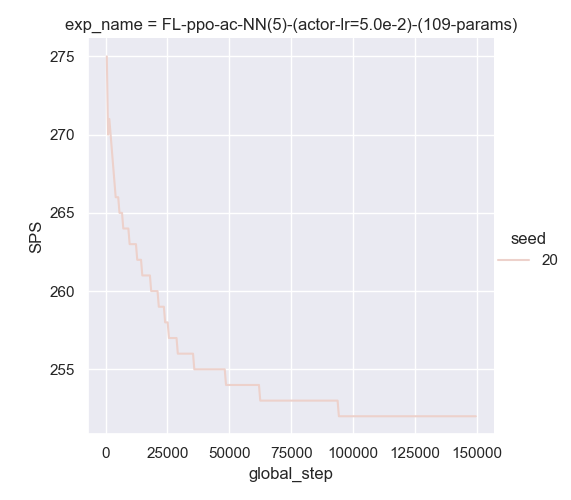 exp_name = FL-ppo-ac-NN(5)-(actor-lr=5.0e-2)-(109-params)
275
270
265
260
255
SPS
0 25000 50000 75000 100000 125000 150000
global_step
seed
20